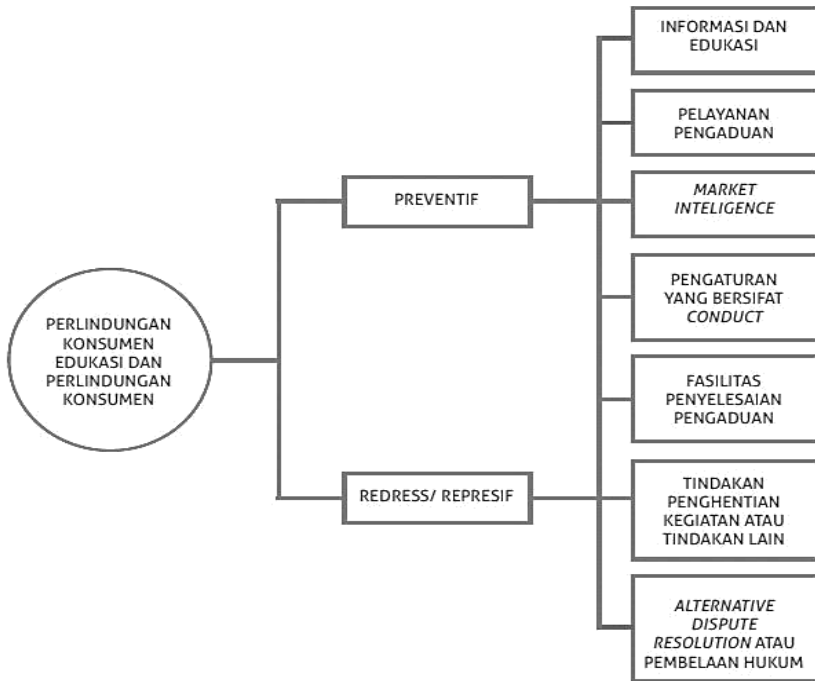 PERLINDUNGAN
KONSUMEN
EDUKASI DAN
PERLINDUNGAN
KONSUMEN
PREVENTIF
REDRESS/ REPRESIF
INFORMASI DAN
EDUKASI
PELAYANAN
PENGADUAN
MARKET
INTELIGENCE
PENGATURAN
YANG BERSIFAT
CONDUCT
FASILITAS
PENYELESAIAN
PENGADUAN
TINDAKAN
PENGHENTIAN
KEGIATAN ATAU
TINDAKAN LAIN
ALTERNATIVE
DISPUTE
RESOLUTION ATAU
PEMBELAAN HUKUM